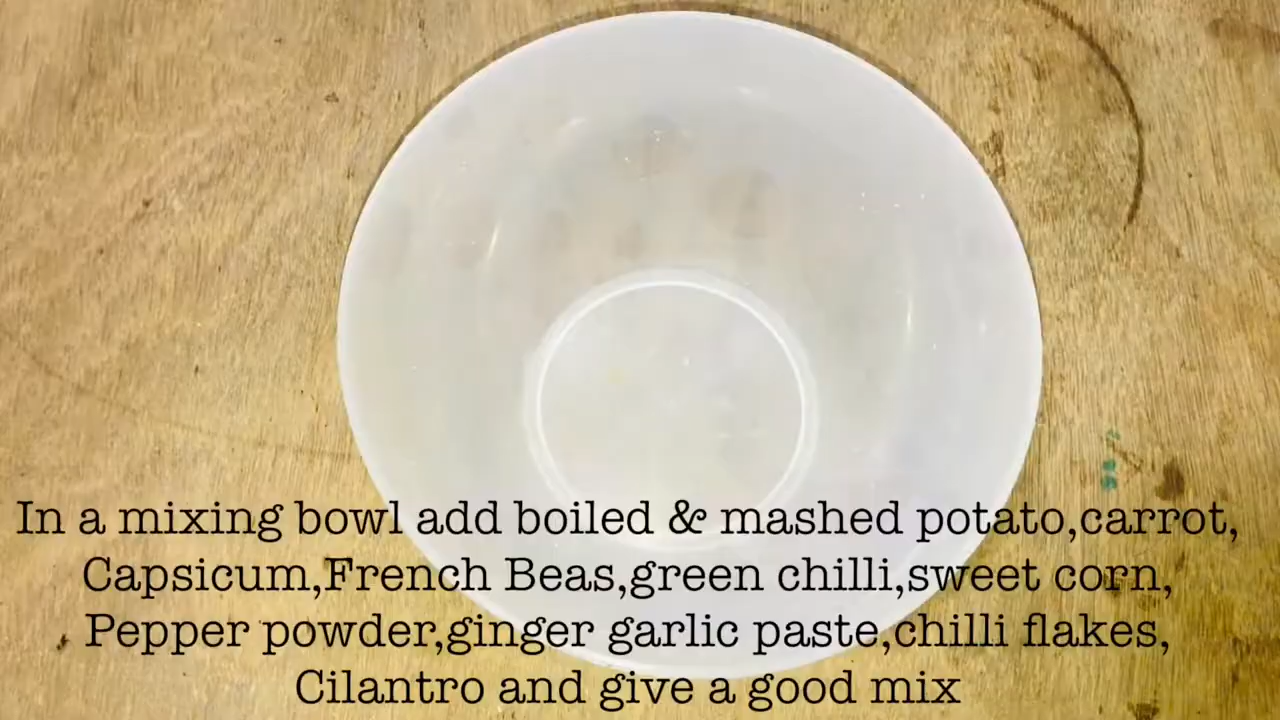 In a mixing bowl add boiled & mashed potato,carrot,
Capsicum,French Beas,green chilli,sweet corn,
Pepper powder,ginger garlic paste,chilli flakes,
Cilantro and give a good mix